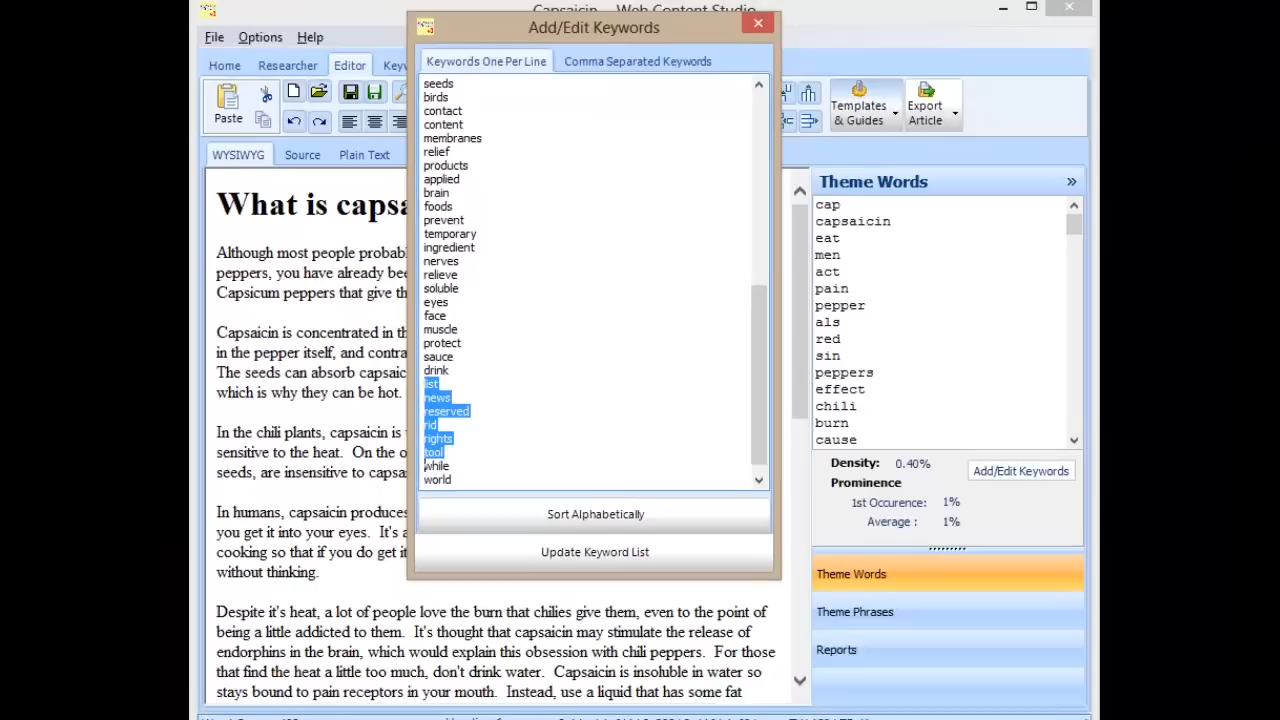 Capsaicin - Web Content Studio
Add/Edit Keywords
File Options Help
Home Researcher Editor
Keywords One Per Line Comma Separated Keywords
Paste
Templates
& Guides
Export
Article
WYSIWYG Source Plain Text
seeds
birds
contact
content
membranes
relief
products
applied
brain
foods
prevent
temporary
ingredient
nerves
relieve
soluble
eyes
face
muscle
protect
sauce
drink
list
news
reserved
rid
rights
tool
while
world
Sort Alphabetically
Update Keyword List
What is capsa
Although most people probabl
peppers, you have already bee
Capsicum peppers that give th
Capsaicin is concentrated in th
in the pepper itself, and contra
The seeds can absorb capsaic
which is why they can be hot.
In the chili plants, capsaicin is
sensitive to the heat. On the o
seeds, are insensitive to capsa
In humans, capsaicin produces
you get it into your eyes. It's a
cooking so that if you do get it
without thinking.
Despite it's heat, a lot of people love the burn that chilies give them, even to the point of
being a little addicted to them. It's thought that capsaicin may stimulate the release of
endorphins in the brain, which would explain this obsession with chili peppers. For those
that find the heat a little too much, don't drink water. Capsaicin is insoluble in water so
stays bound to pain receptors in your mouth. Instead, use a liquid that has some fat
Theme Words
cap
capsaicin
eat
men
act
pain
pepper
als
red
sin
peppers
effect
chili
burn
cause
Density: 0.40% Add/Edit Keywords
Prominence
1st Occurence: 1%
Average : 1%
Theme Words
Theme Phrases
Reports